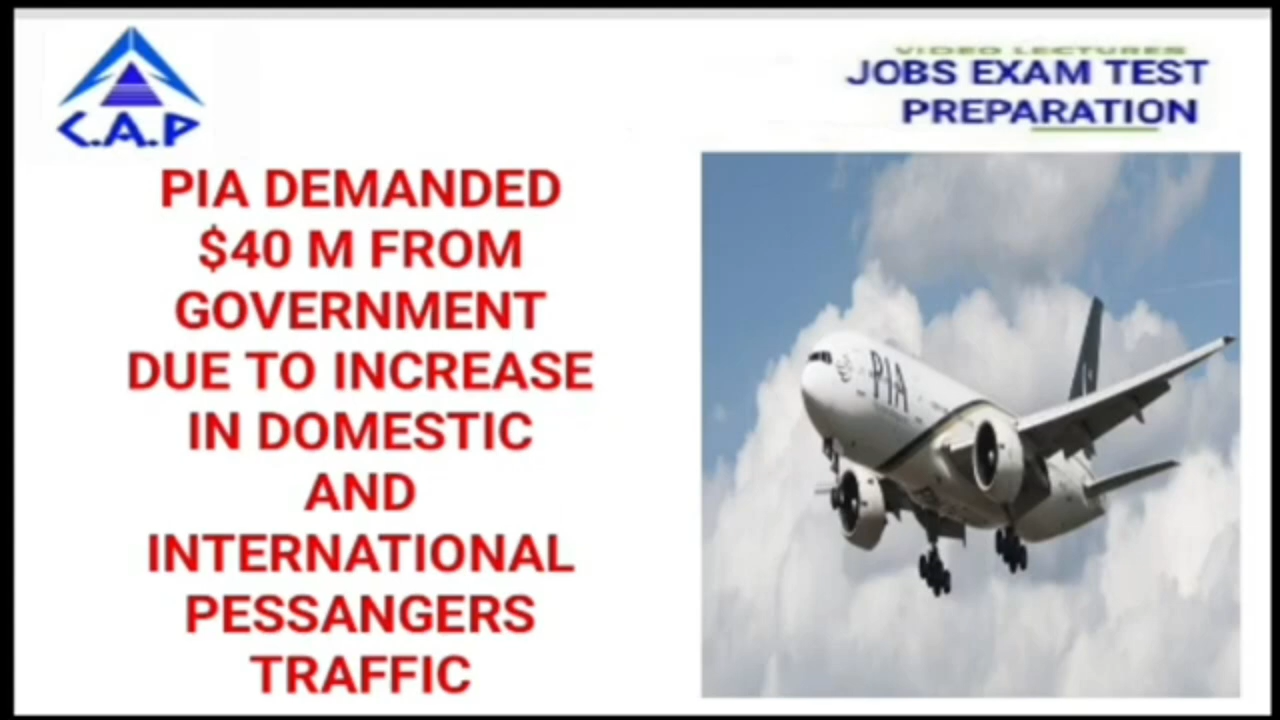 C.A.P
VIDEO LECTURES
JOBS EXAM TEST
PREPARATION
PIA DEMANDED
$40 M FROM
GOVERNMENT
DUE TO INCREASE
IN DOMESTIC
AND
INTERNATIONAL
PESSANGERS
TRAFFIC
PIA